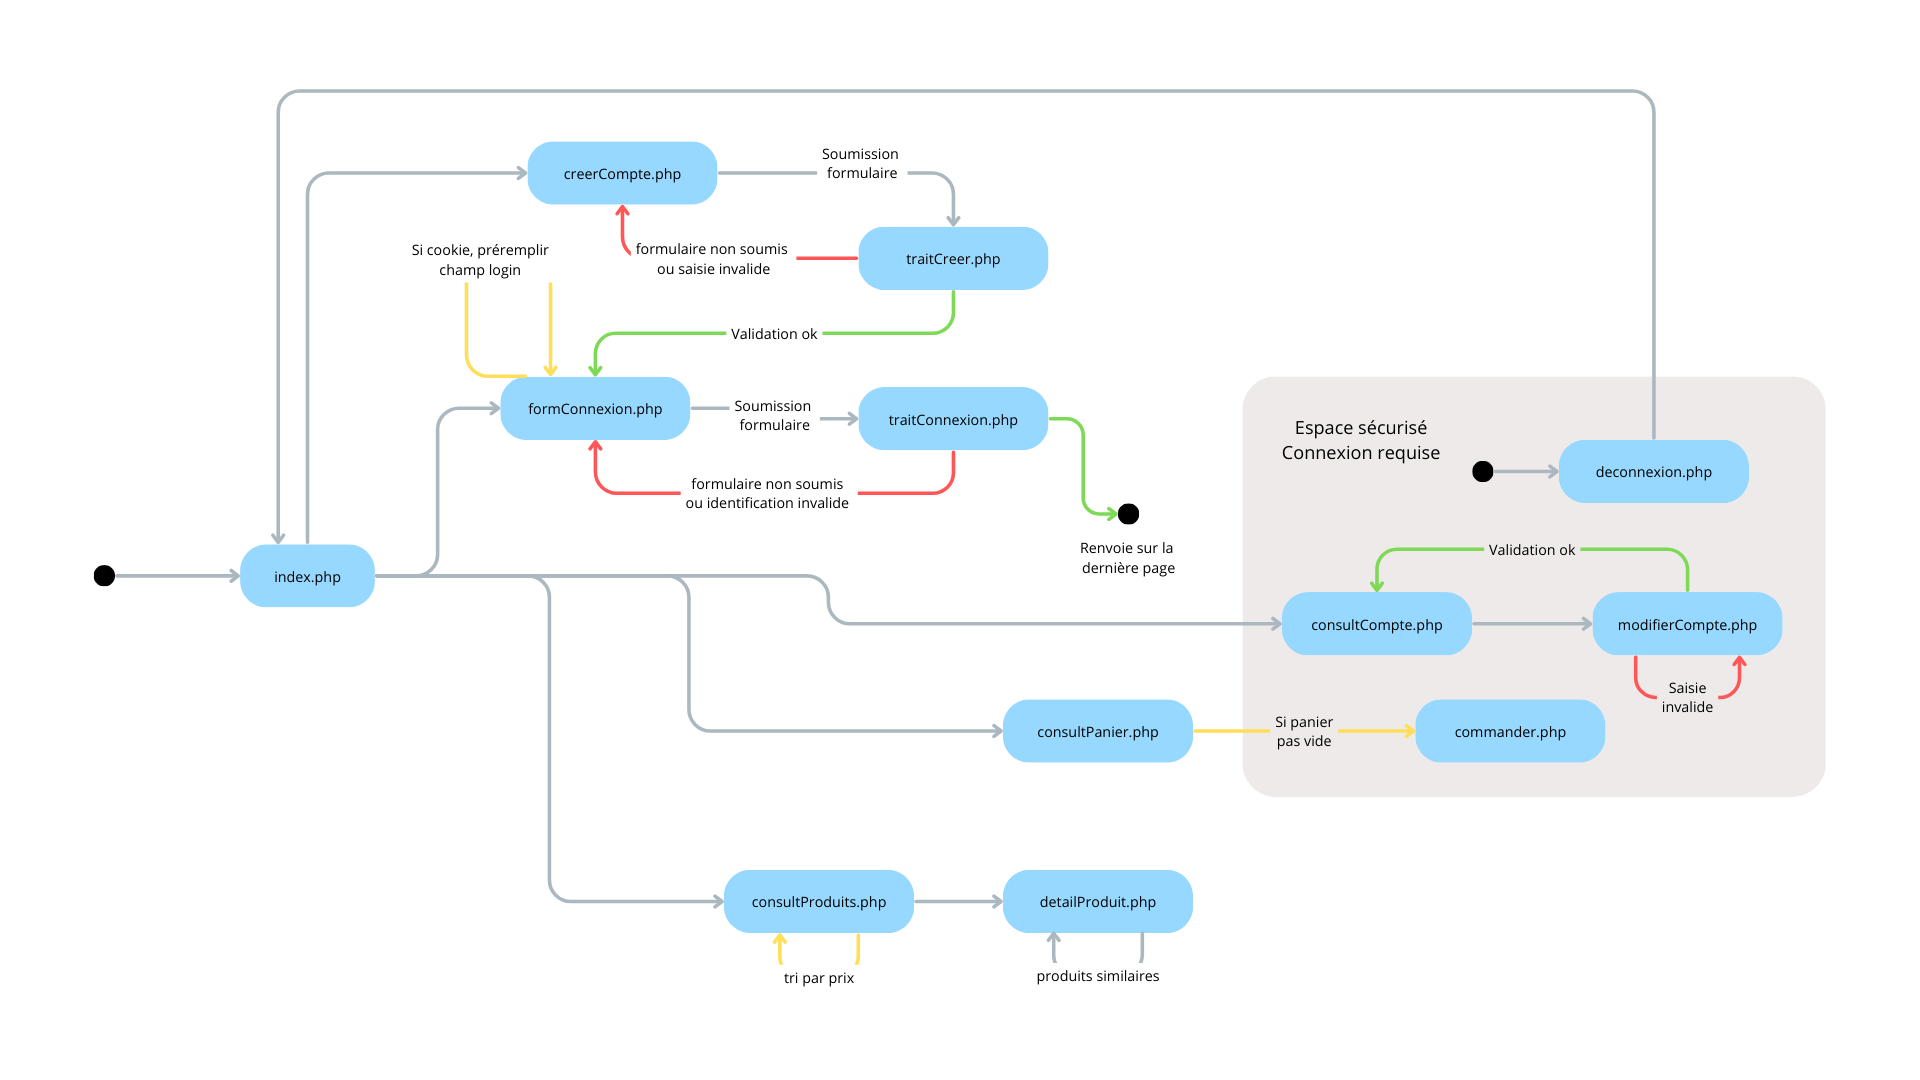 creerCompte.php
Soumission
formulaire
Si cookie, préremplir
champ login
formulaire non soumis
ou saisie invalide
traitCreer.php
Validation ok
formConnexion.php
Soumission
formulaire
traitConnexion.php
formulaire non soumis
ou identification invalide
Renvoie sur la
dernière page
Espace sécurisé
Connexion requise
deconnexion.php
index.php
Validation ok
consultCompte.php
modifierCompte.php
Saisie
invalide
consultPanier.php
Si panier
pas vide
commander.php
consultProduits.php
detailProduit.php
tri par prix
produits similaires